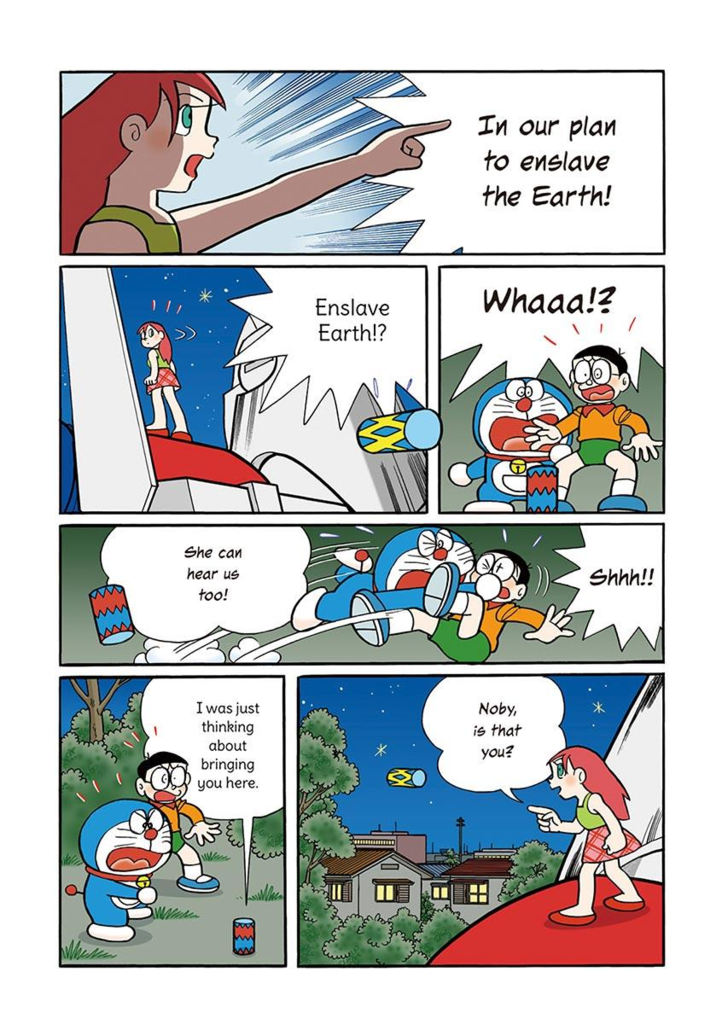 In our plan
to enslave
the Earth!
Enslave
Earth!?
Whaaa!?
She can
hear us
too!
Shhh!!
I was just
thinking
about
bringing
you here.
Noby,
is that
you?